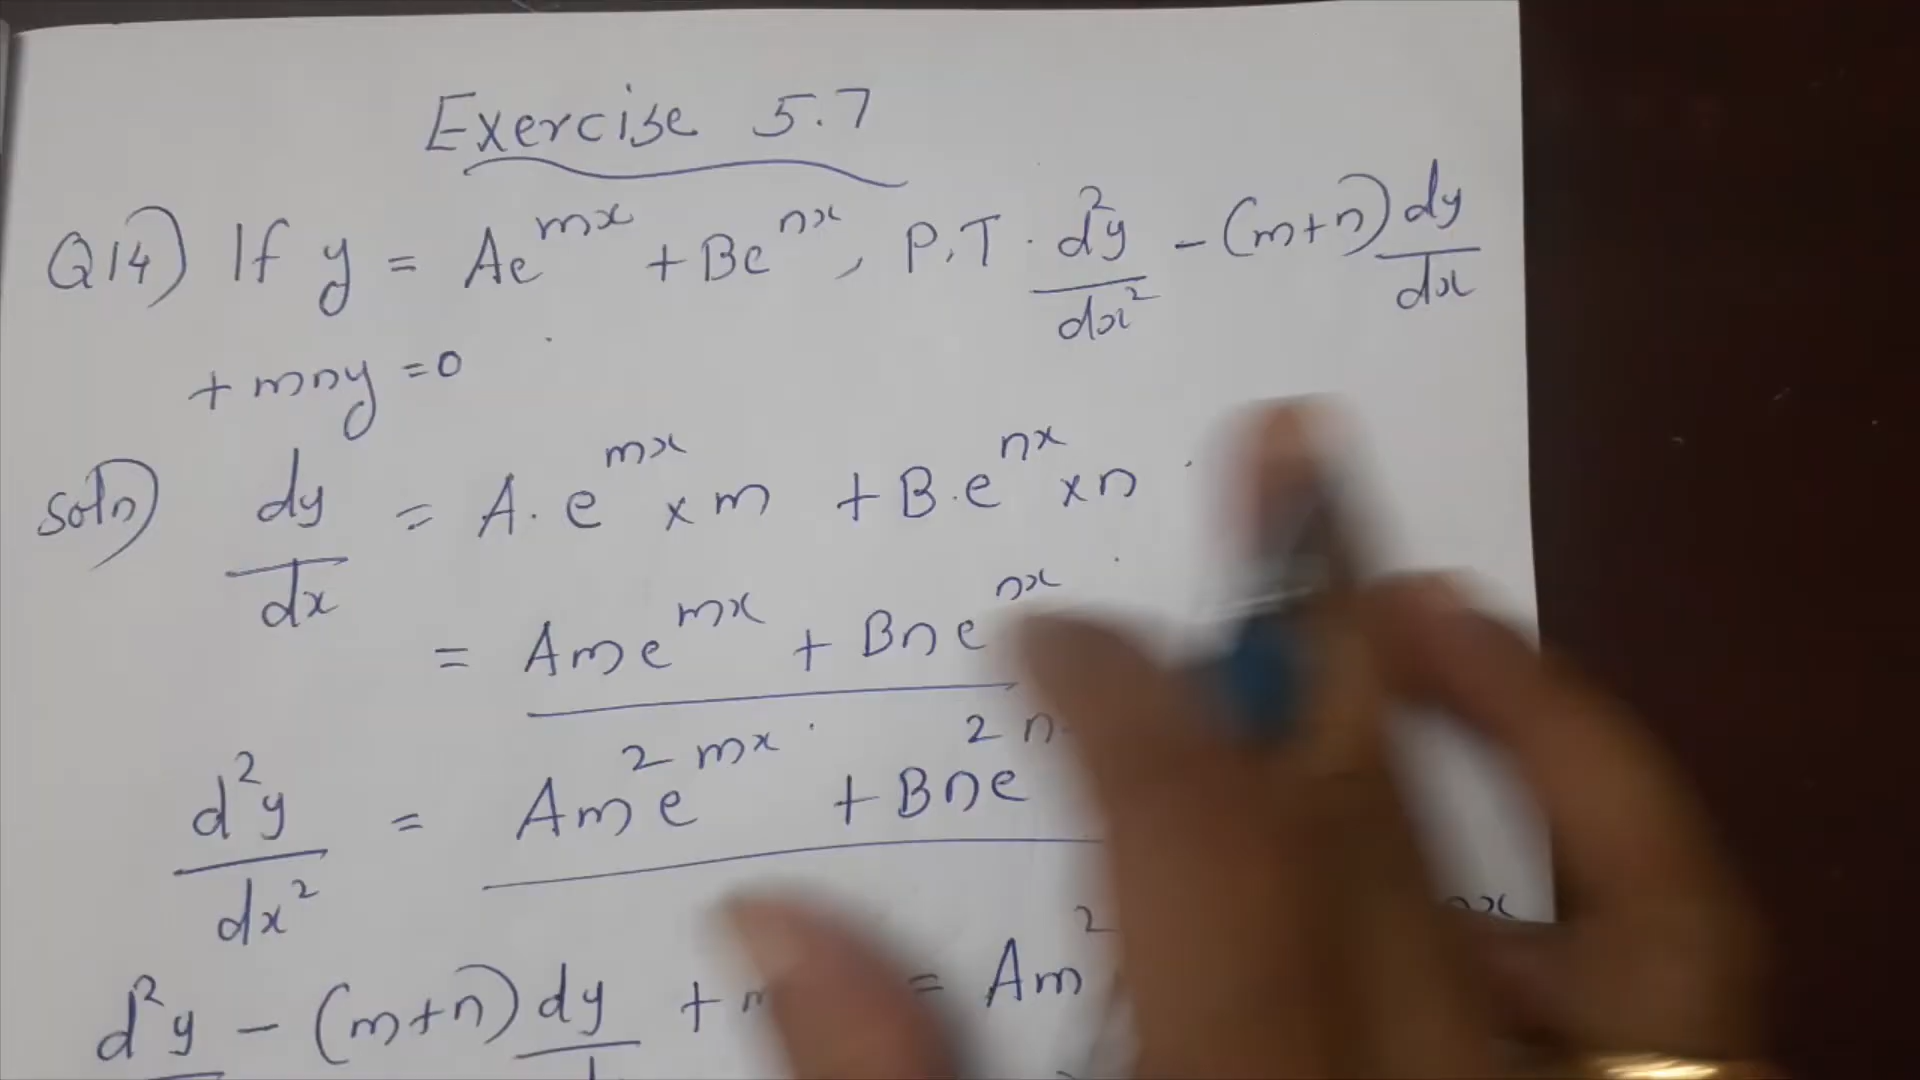 Exercise 5.7
Q14) If y = Ae^mx + Be^nx, P.T. d²y/dx² - (m+n) dy/dx
+ mny = 0
Soln) dy/dx = A. e^mx × m + B. e^nx × n
= Ame^mx + Bne^nx
d²y/dx² = Am²e^mx + Bn²e^n
d²y - (m+n) dy + = Am²